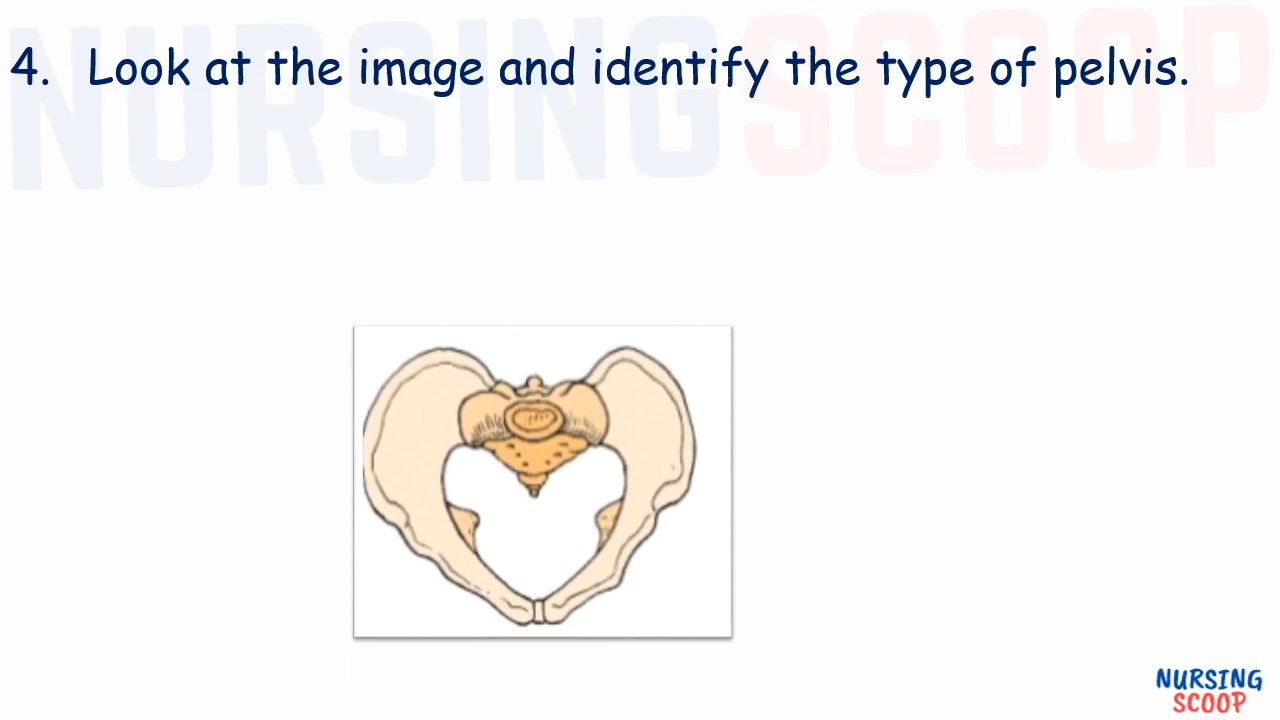 NURSINGSCOOP
4. Look at the image and identify the type of pelvis.
NURSING
SCOOP